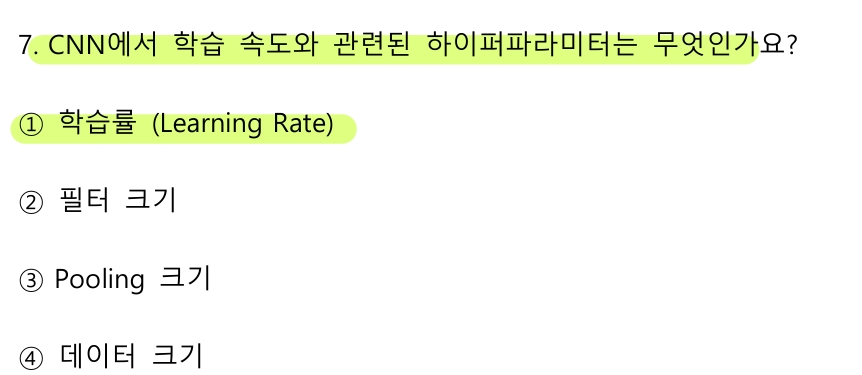 7. CNN에서 학습 속도와 관련된 하이퍼파라미터는 무엇인가요?
① 학습률 (Learning Rate)
② 필터 크기
③ Pooling 크기
④ 데이터 크기